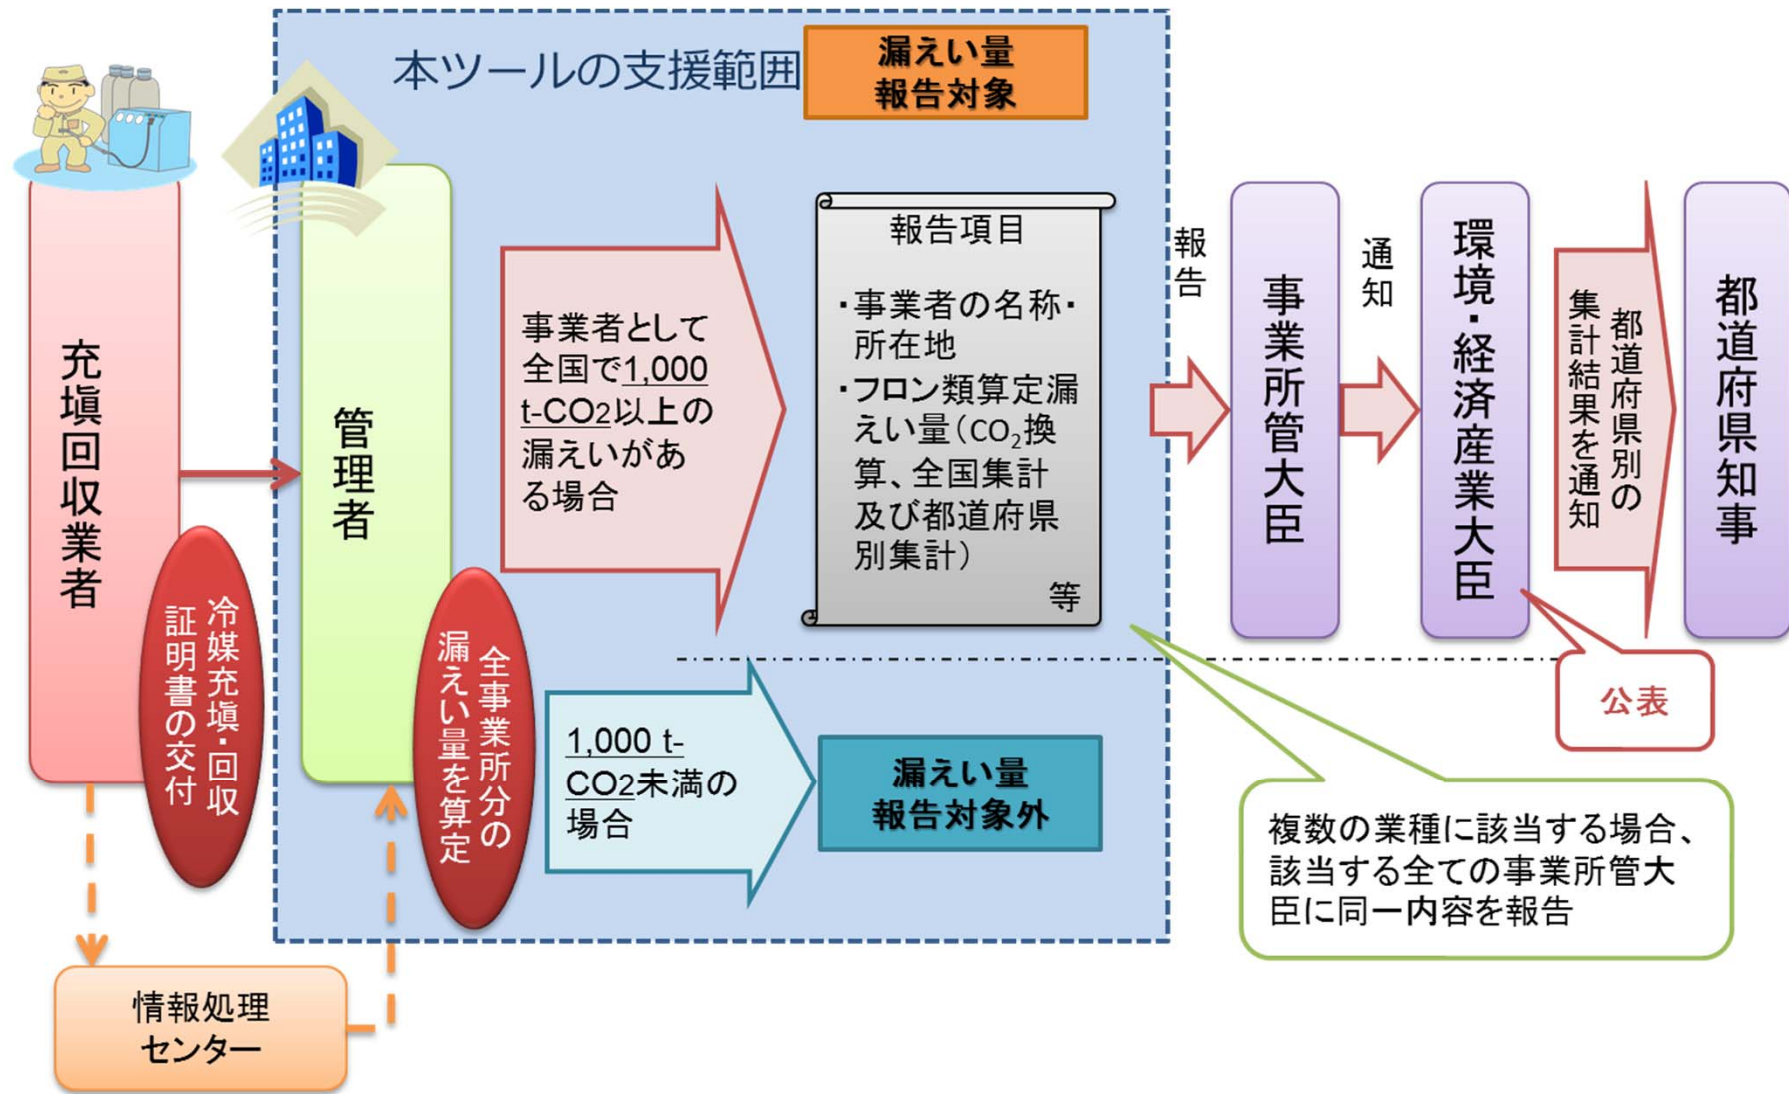 本ツールの支援範囲
漏えい量
報告対象
充塡回収業者
冷媒充塡・回収
証明書の交付
情報処理
センター
管理者
全事業所分の
漏えい量を算定
事業者として
全国で1,000
t-CO2以上の
漏えいがあ
る場合
報告項目
・事業者の名称・
所在地
・フロン類算定漏
えい量(CO₂換
算、全国集計
及び都道府県
別集計)
等
1,000 t-
CO2未満の
場合
漏えい量
報告対象外
報告
事業所管大臣
通知
環境・経済産業大臣
公表
都道府県別の
集計結果を通知
都道府県知事
複数の業種に該当する場合、
該当する全ての事業所管大
臣に同一内容を報告